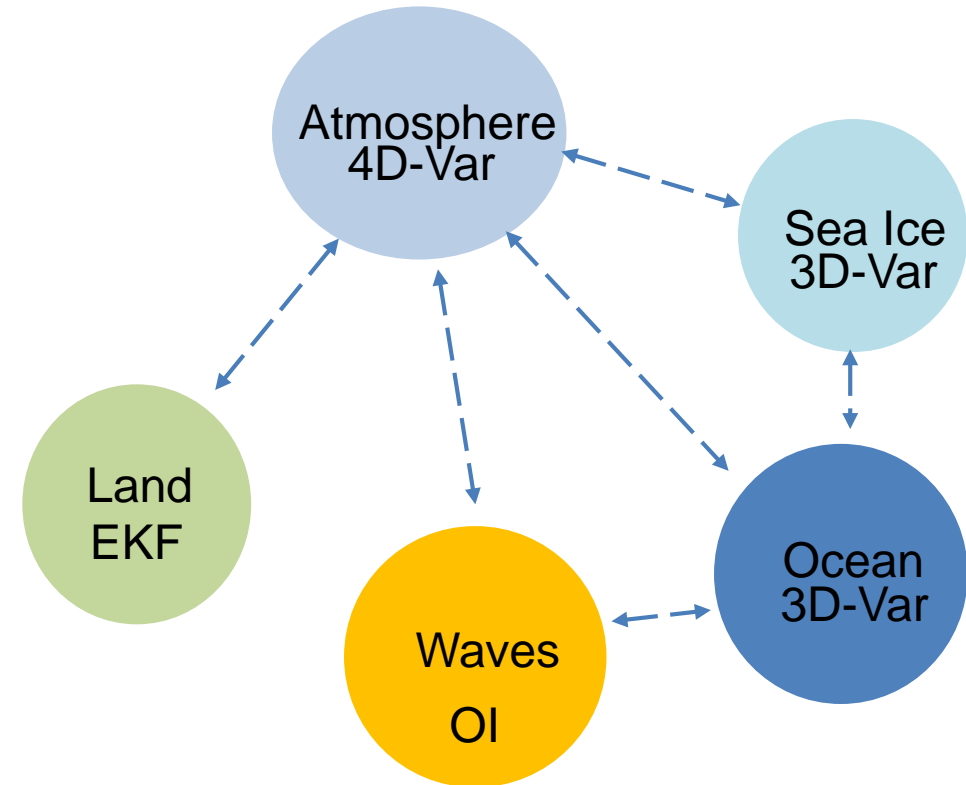 Atmosphere
4D-Var
Sea Ice
3D-Var
Land
EKF
Ocean
3D-Var
Waves
OI